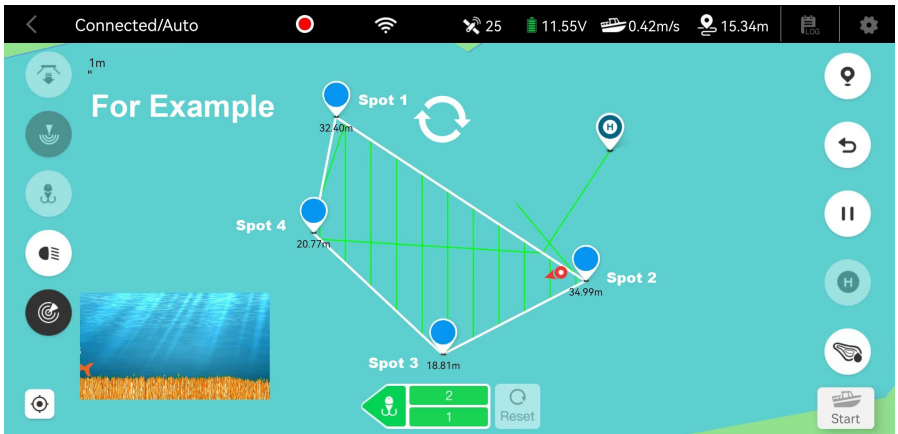 Connected/Auto
25
11.55V
0.42m/s
15.34m
LOG
1m
"
For Example
Spot 1
32.40m
H
Spot 4
20.77m
Spot 2
34.99m
H
Spot 3
18.81m
2
1
Reset
Start